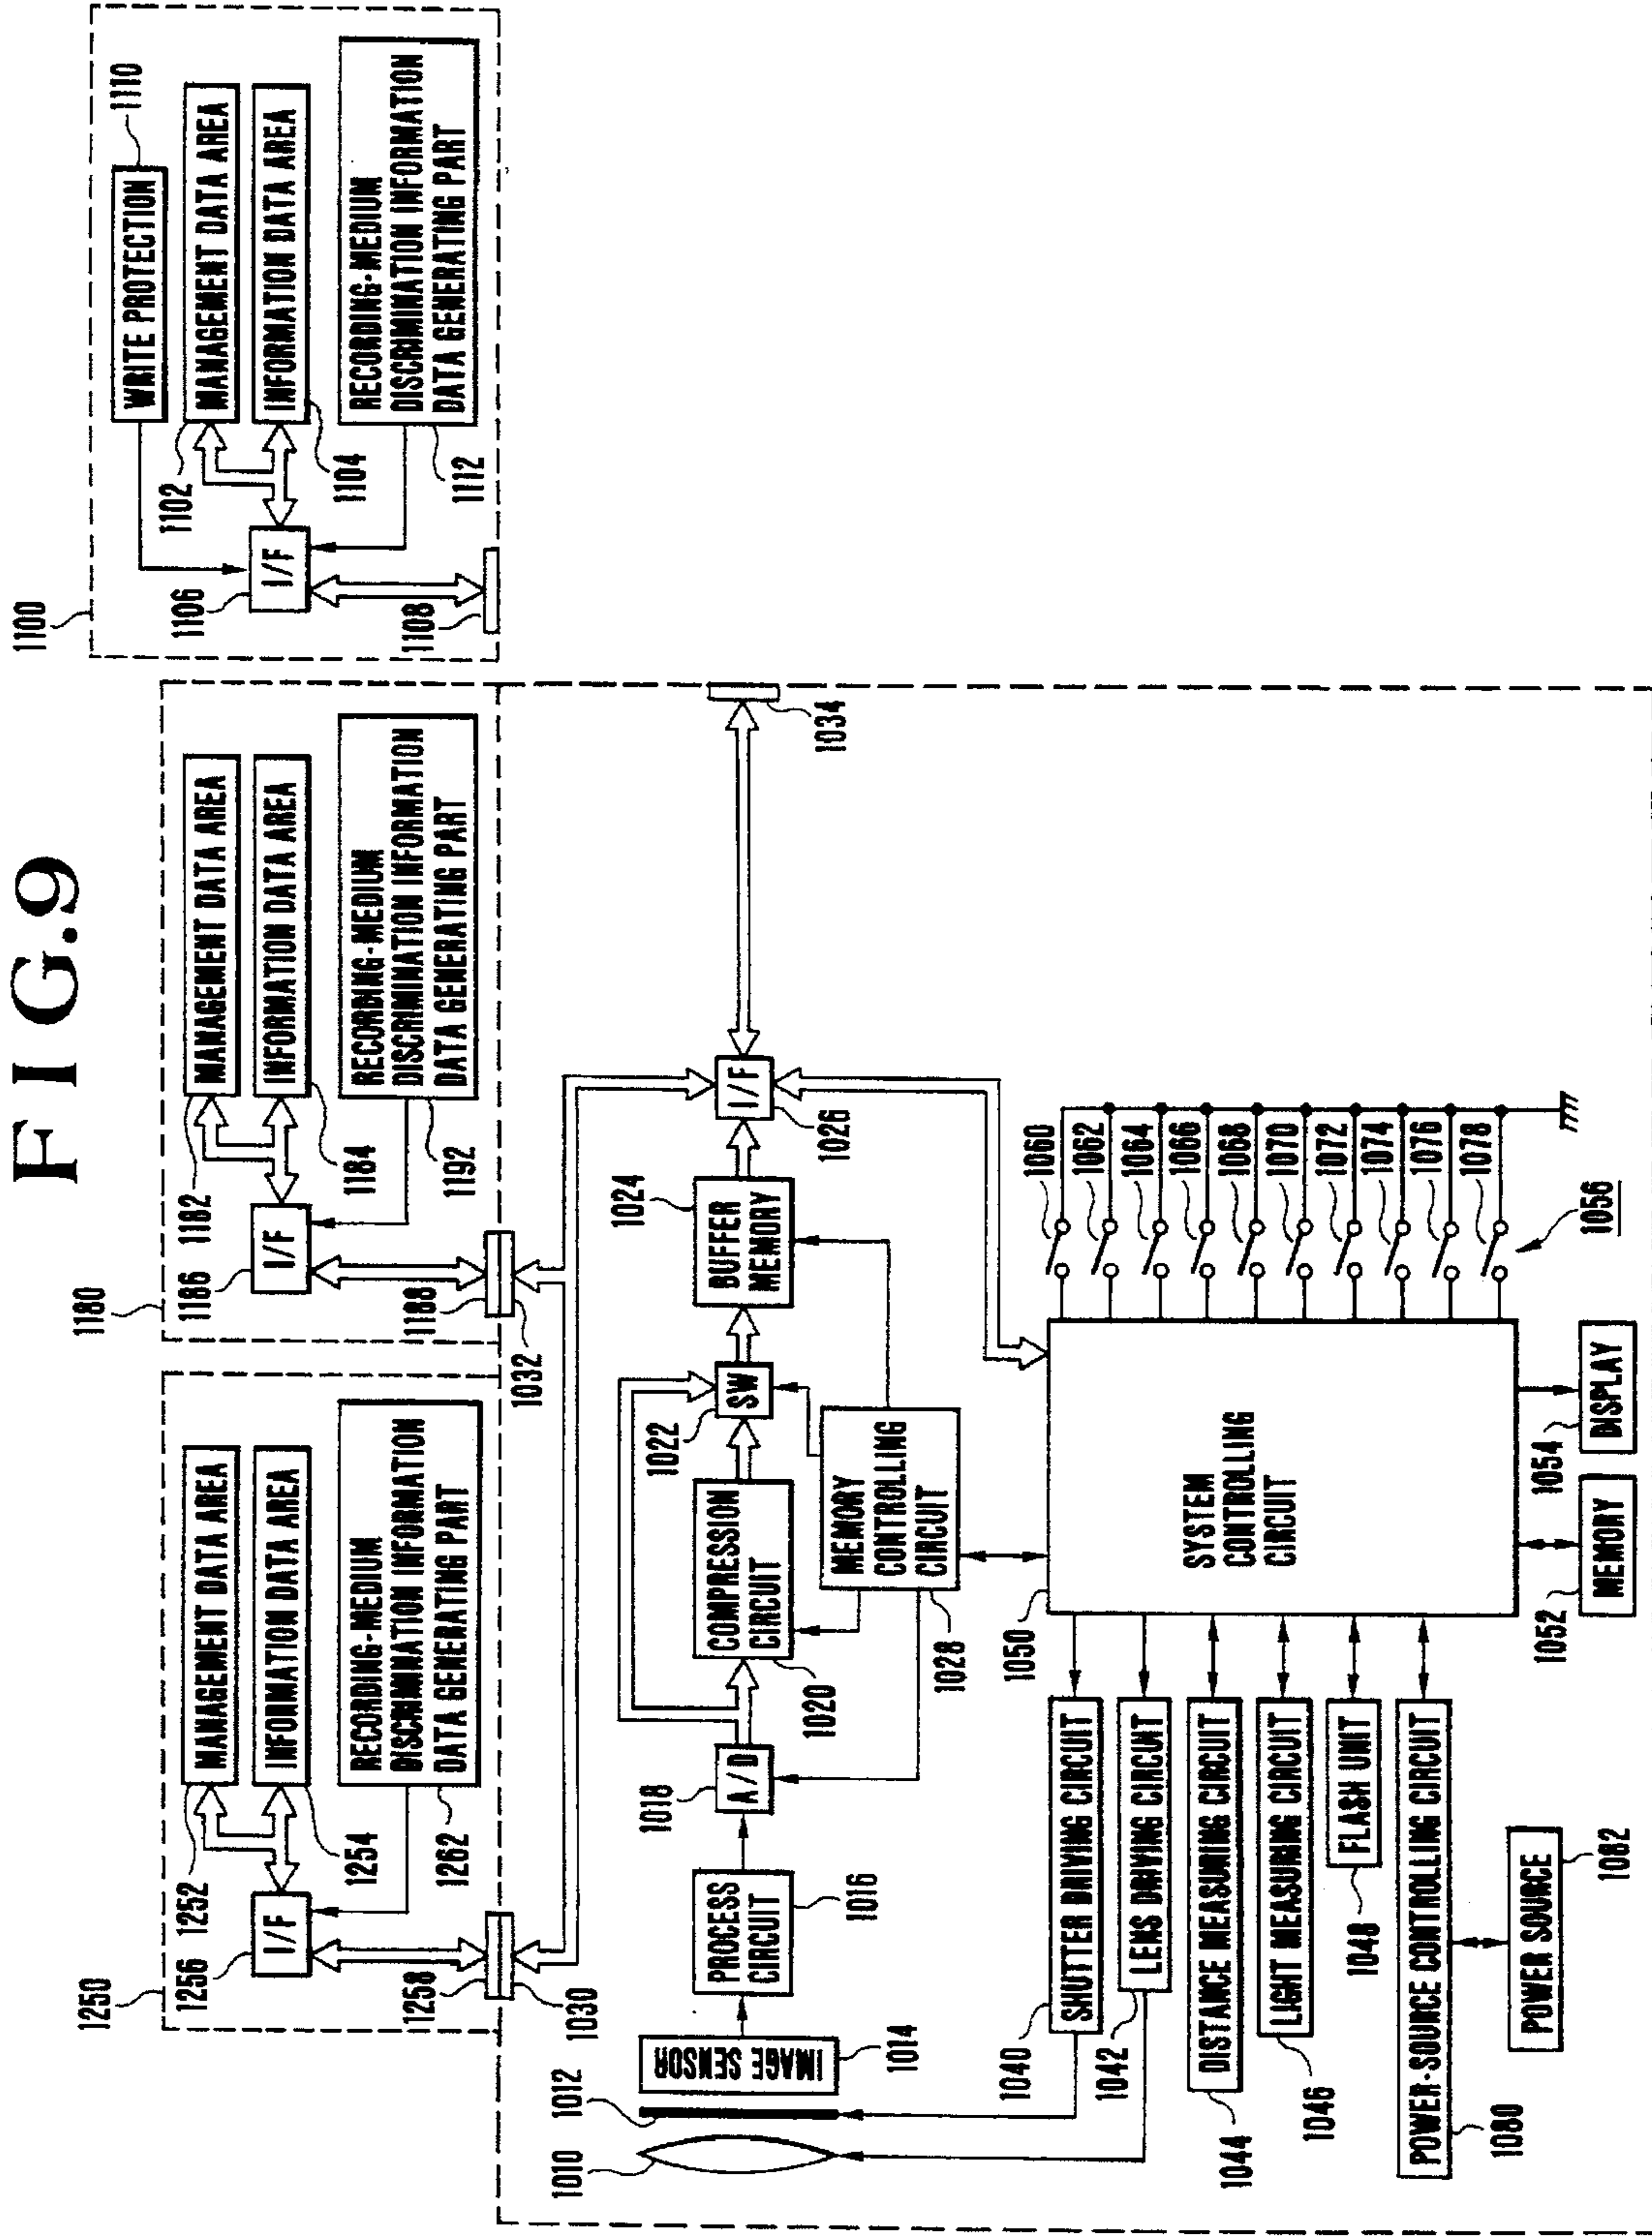 FIG.9
1250
1252
MANAGEMENT DATA AREA
1256
I/F
INFORMATION DATA AREA
1254
RECORDING-MEDIUM
DISCRIMINATION INFORMATION
DATA GENERATING PART
1262
1258
1030
1180
1182
MANAGEMENT DATA AREA
1186
I/F
INFORMATION DATA AREA
1184
RECORDING-MEDIUM
DISCRIMINATION INFORMATION
DATA GENERATING PART
1192
1188
1032
1100
WRITE PROTECTION
1110
1102
MANAGEMENT DATA AREA
1106
I/F
INFORMATION DATA AREA
1104
RECORDING-MEDIUM
DISCRIMINATION INFORMATION
DATA GENERATING PART
1112
1108
1010
1012
IMAGE SENSOR
1014
PROCESS
CIRCUIT
1016
1018
A/D
COMPRESSION
CIRCUIT
1020
1022
SW
1024
BUFFER
MEMORY
I/F
1026
1034
MEMORY
CONTROLLING
CIRCUIT
1028
1040
SHUTTER DRIVING CIRCUIT
1042
LENS DRIVING CIRCUIT
1044
DISTANCE MEASURING CIRCUIT
1046
LIGHT MEASURING CIRCUIT
1048
FLASH UNIT
1080
POWER-SOURCE CONTROLLING CIRCUIT
POWER SOURCE
1082
1050
SYSTEM
CONTROLLING
CIRCUIT
1052
MEMORY
1054
DISPLAY
1060
1062
1064
1066
1068
1070
1072
1074
1076
1078
1056